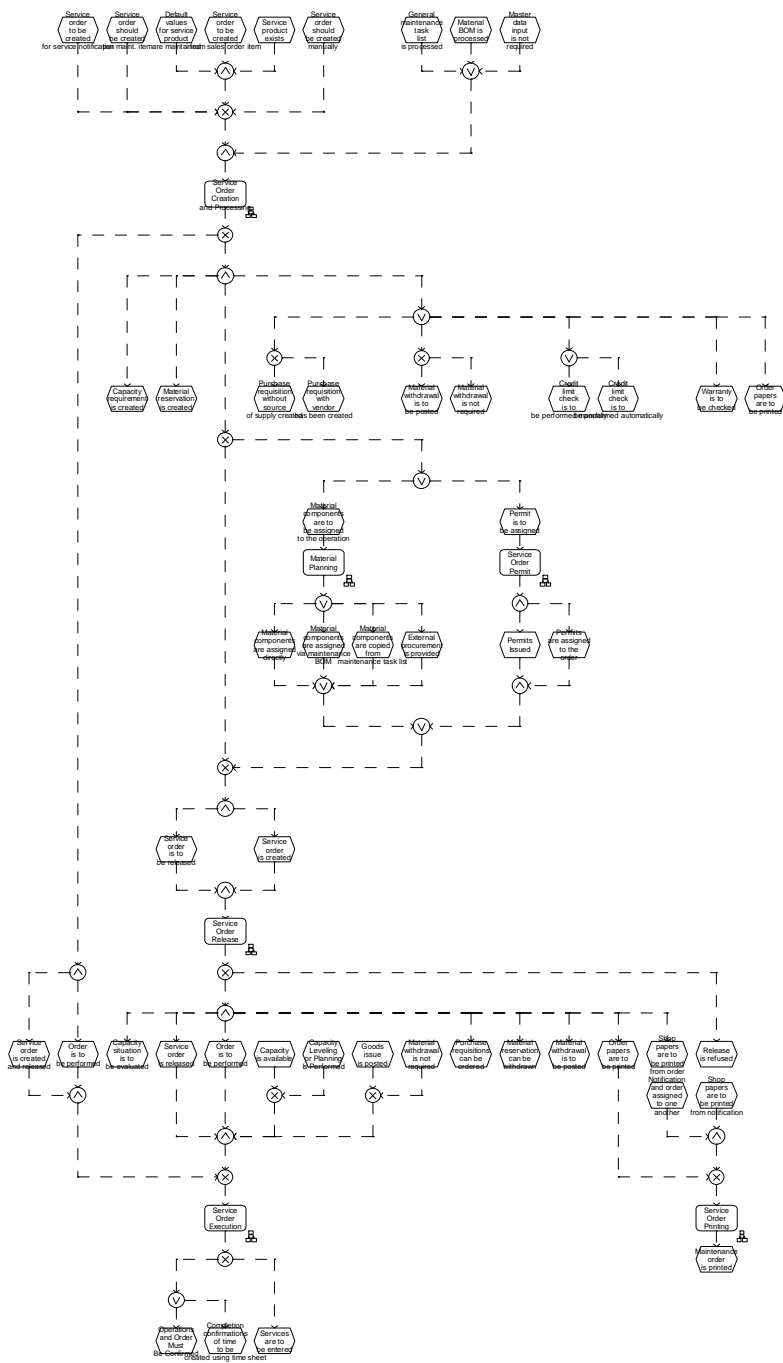 Service
order
to be
created
for service notification
Service
order
should
be created
per maint. item
Default
values
for service
product
are maintained
Service
order
to be
created
from sales order item
Service
product
exists
Service
order
should
be created
manually
General
maintenance
task
list
is processed
Material
BOM is
processed
Master
data
input
is not
required
Service
Order
Creation
and Processing
Capacity
requirement
is created
Material
reservation
is created
Purchase
requisition
without
source
of supply created
Purchase
requisition
with
vendor
has been created
Material
withdrawal
is to
be posted
Material
withdrawal
is not
required
Credit
limit
check
is to
be performed manually
Credit
limit
check
is to
be performed automatically
Warranty
is to
be checked
Order
papers
are to
be printed
Material
components
are to
be assigned
to the operation
Permit
is to
be assigned
Material
Planning
Service
Order
Permit
Material
components
are assigned
directly
Material
components
are assigned
via maintenance
BOM
Material
components
are copied
from
maintenance task list
External
procurement
is provided
Permits
Issued
Permits
are assigned
to the
order
Service
order
is to
be released
Service
order
is created
Service
Order
Release
Service
order
is created
and released
Order
is to
be performed
Capacity
situation
is to
be evaluated
Service
order
is released
Order
is to
be performed
Capacity
is available
Capacity
Leveling
or Planning
is Performed
Goods
issue
is posted
Material
withdrawal
is not
required
Purchase
requisitions
can be
ordered
Material
reservation
can be
withdrawn
Material
withdrawal
is to
be posted
Order
papers
are to
be printed
Shop
papers
are to
be printed
from order
Release
is refused
Notification
and order
assigned
to one
another
Shop
papers
are to
be printed
from notification
Service
Order
Execution
Service
Order
Printing
Maintenance
order
is printed
Operations
and Order
Must
Be Confirmed
Completion
confirmations
of time
to be
created using time sheet
Services
are to
be entered